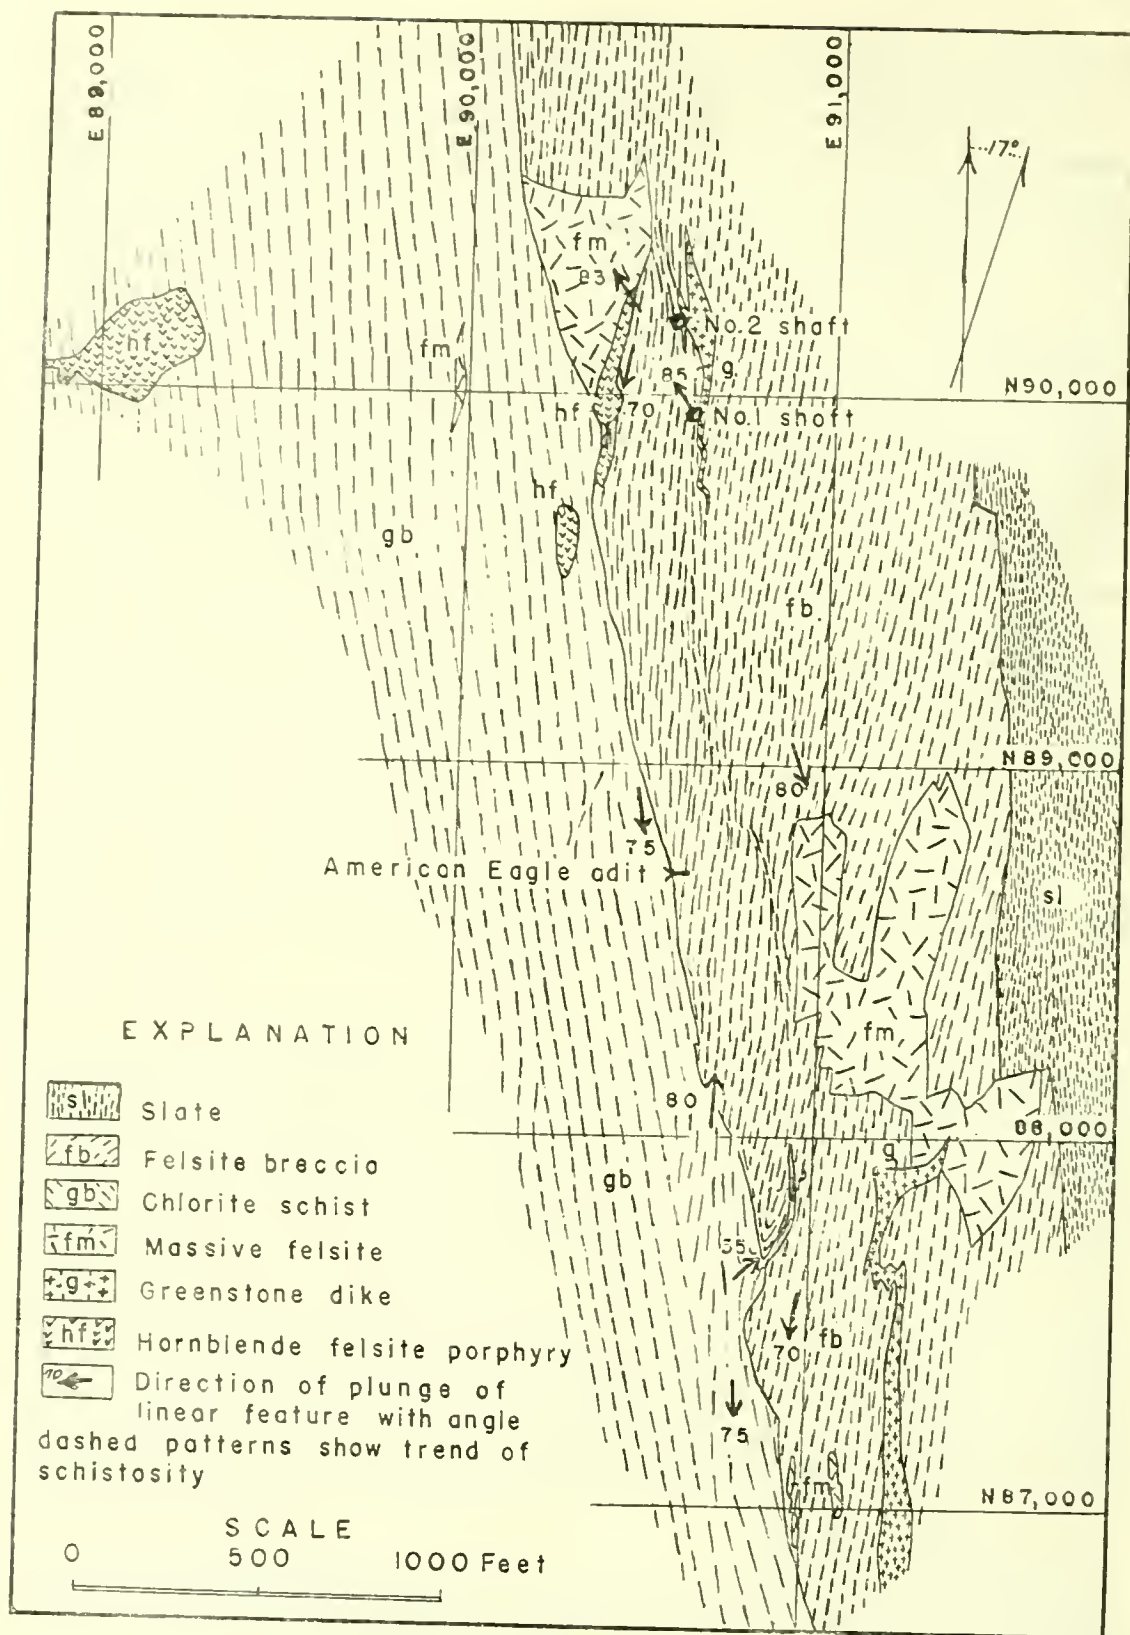 E 89,000
E 90,000
E 91,000
17°
fm
83
hf
fm
No. 2 shaft
g
85
N 90,000
hf
70
No. 1 shaft
hf
gb
fb
N 89,000
80
75
American Eagle adit
sl
fm
80
88,000
g
gb
70
fb
75
fm
N 87,000
EXPLANATION
sl Slate
fb Felsite breccia
gb Chlorite schist
fm Massive felsite
g Greenstone dike
hf Hornblende felsite porphyry
70 Direction of plunge of
linear feature with angle
dashed patterns show trend of
schistosity
SCALE
0 500 1000 Feet